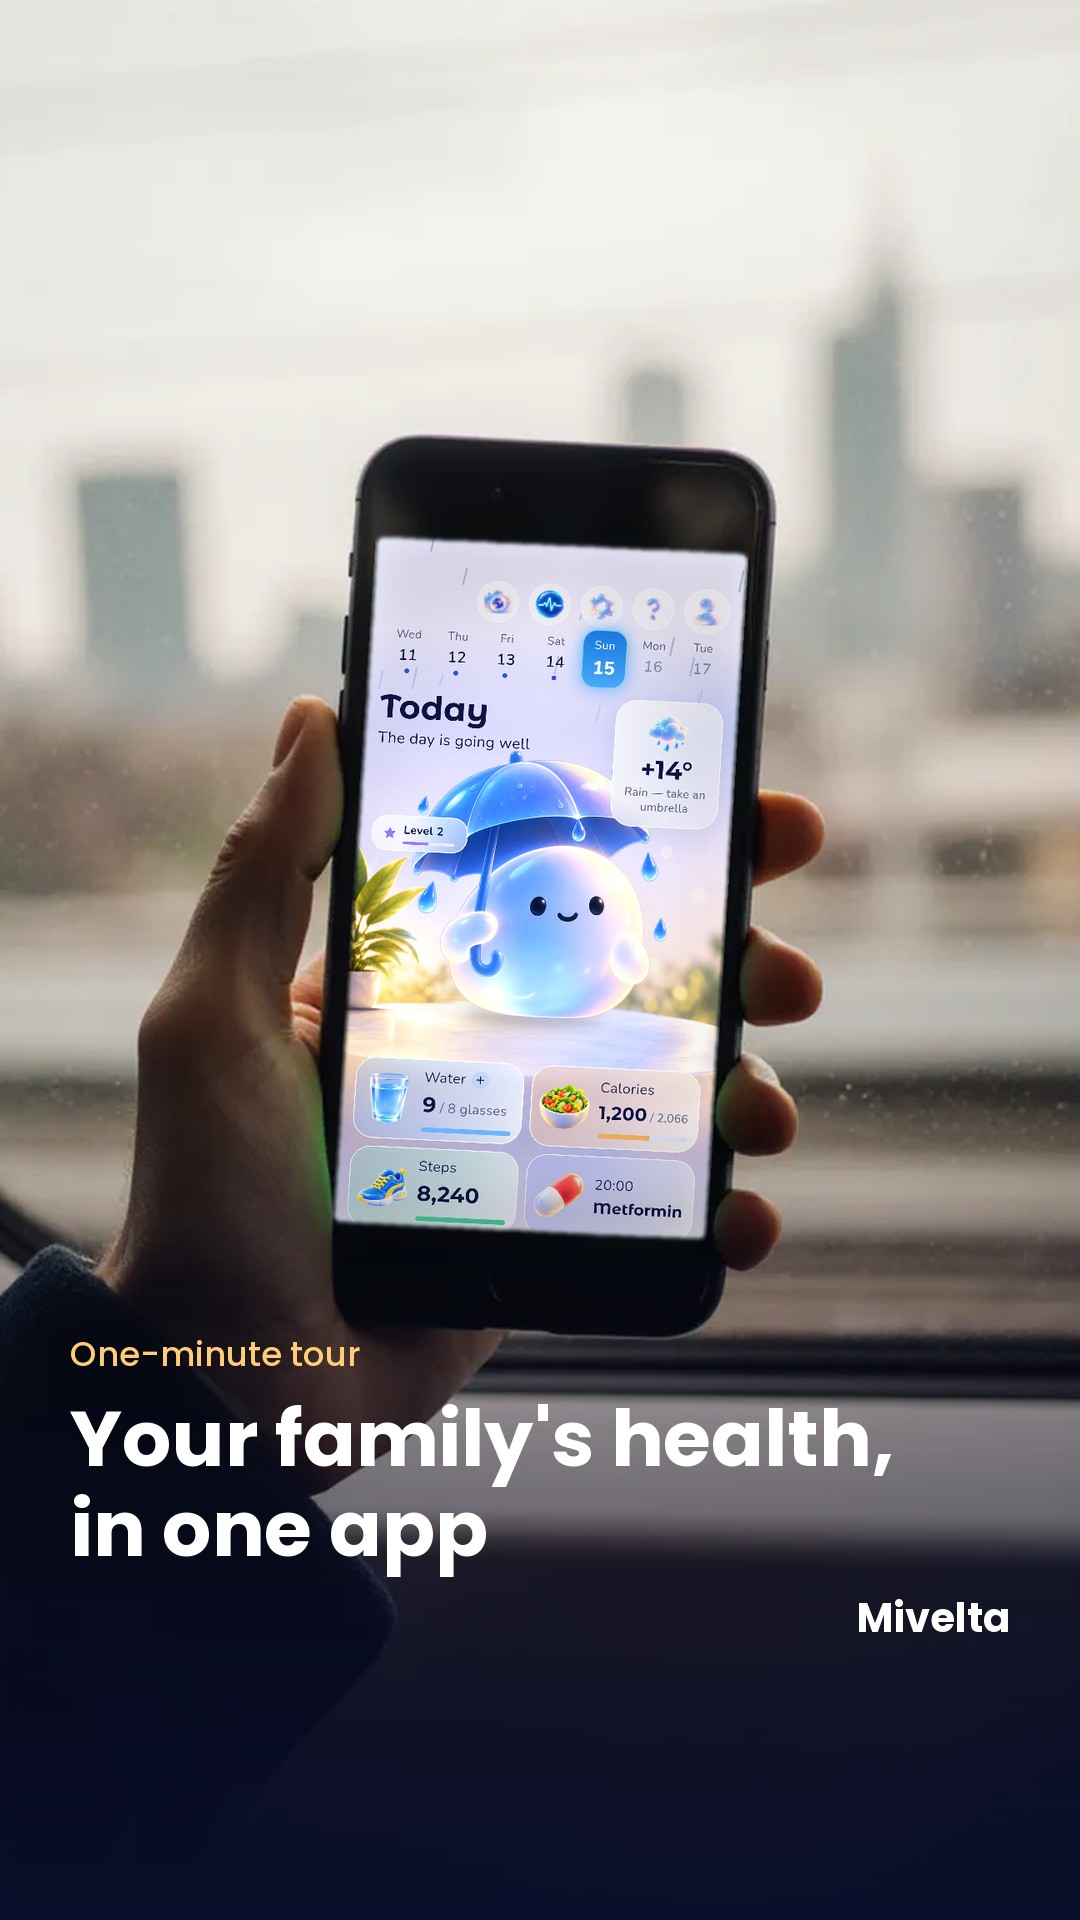 Wed Thu Fri Sat Sun Mon Tue
11 12 13 14 15 16 17
Today
The day is going well
+14°
Rain — take an
umbrella
Level 2
Water +
9 / 8 glasses
Calories
1,200 / 2,066
Steps
8,240
20:00
Metformin
One-minute tour
Your family's health,
in one app
Mivelta